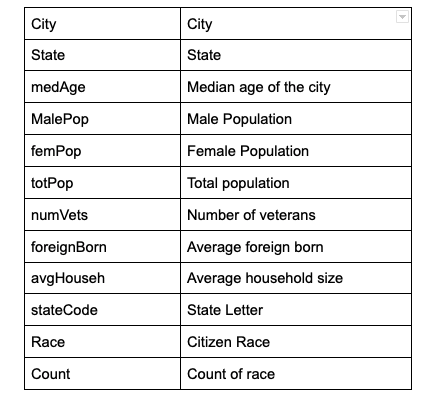 City City
State State
medAge Median age of the city
MalePop Male Population
femPop Female Population
totPop Total population
numVets Number of veterans
foreignBorn Average foreign born
avgHouseh Average household size
stateCode State Letter
Race Citizen Race
Count Count of race